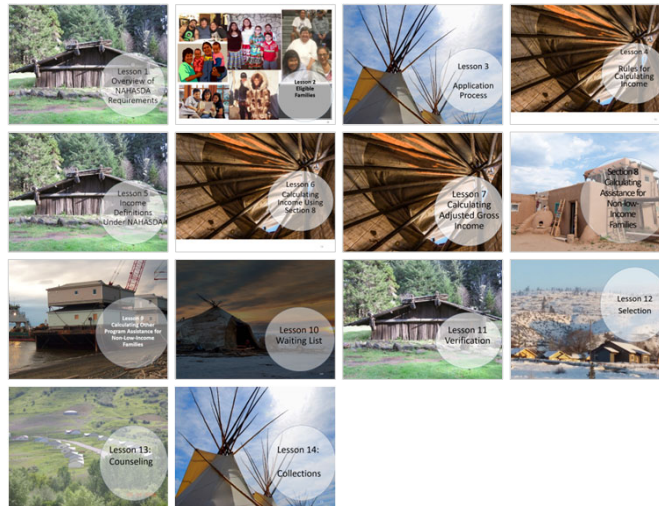 Lesson 1
Overview of
NAHASDA
Requirements
Lesson 2
Eligible
Families
Lesson 3
Application
Process
Lesson 4
Rules for
Calculating
Income
Lesson 5
Income
Definitions
Under NAHASDA
Lesson 6
Calculating
Income Using
Section 8
Lesson 7
Calculating
Adjusted Gross
Income
Section 8
Calculating
Assistance for
Non-low-
Income
Families
Lesson 9
Calculating Other
Program Assistance for
Non-Low-Income
Families
Lesson 10
Waiting List
Lesson 11
Verification
Lesson 12
Selection
Lesson 13:
Counseling
Lesson 14:
Collections